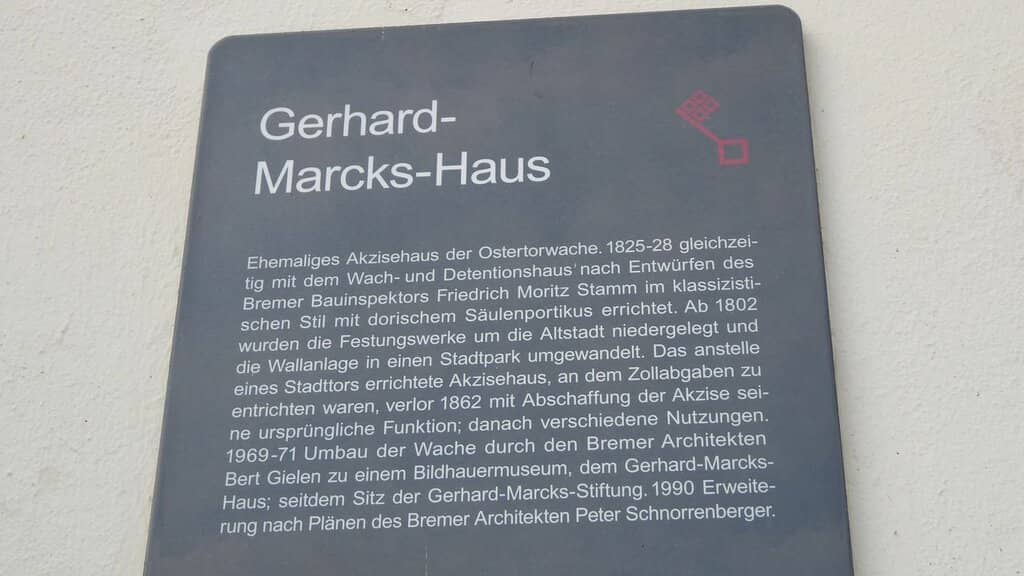 Gerhard-
Marcks-Haus
Ehemaliges Akzisehaus der Ostertorwache. 1825-28 gleichzei-
tig mit dem Wach- und Detentionshaus nach Entwürfen des
Bremer Bauinspektors Friedrich Moritz Stamm im klassizisti-
schen Stil mit dorischem Säulenportikus errichtet. Ab 1802
wurden die Festungswerke um die Altstadt niedergelegt und
die Wallanlage in einen Stadtpark umgewandelt. Das anstelle
eines Stadttors errichtete Akzisehaus, an dem Zollabgaben zu
entrichten waren, verlor 1862 mit Abschaffung der Akzise sei-
ne ursprüngliche Funktion; danach verschiedene Nutzungen.
1969-71 Umbau der Wache durch den Bremer Architekten
Bert Gielen zu einem Bildhauermuseum, dem Gerhard-Marcks-
Haus; seitdem Sitz der Gerhard-Marcks-Stiftung. 1990 Erweite-
rung nach Plänen des Bremer Architekten Peter Schnorrenberger.